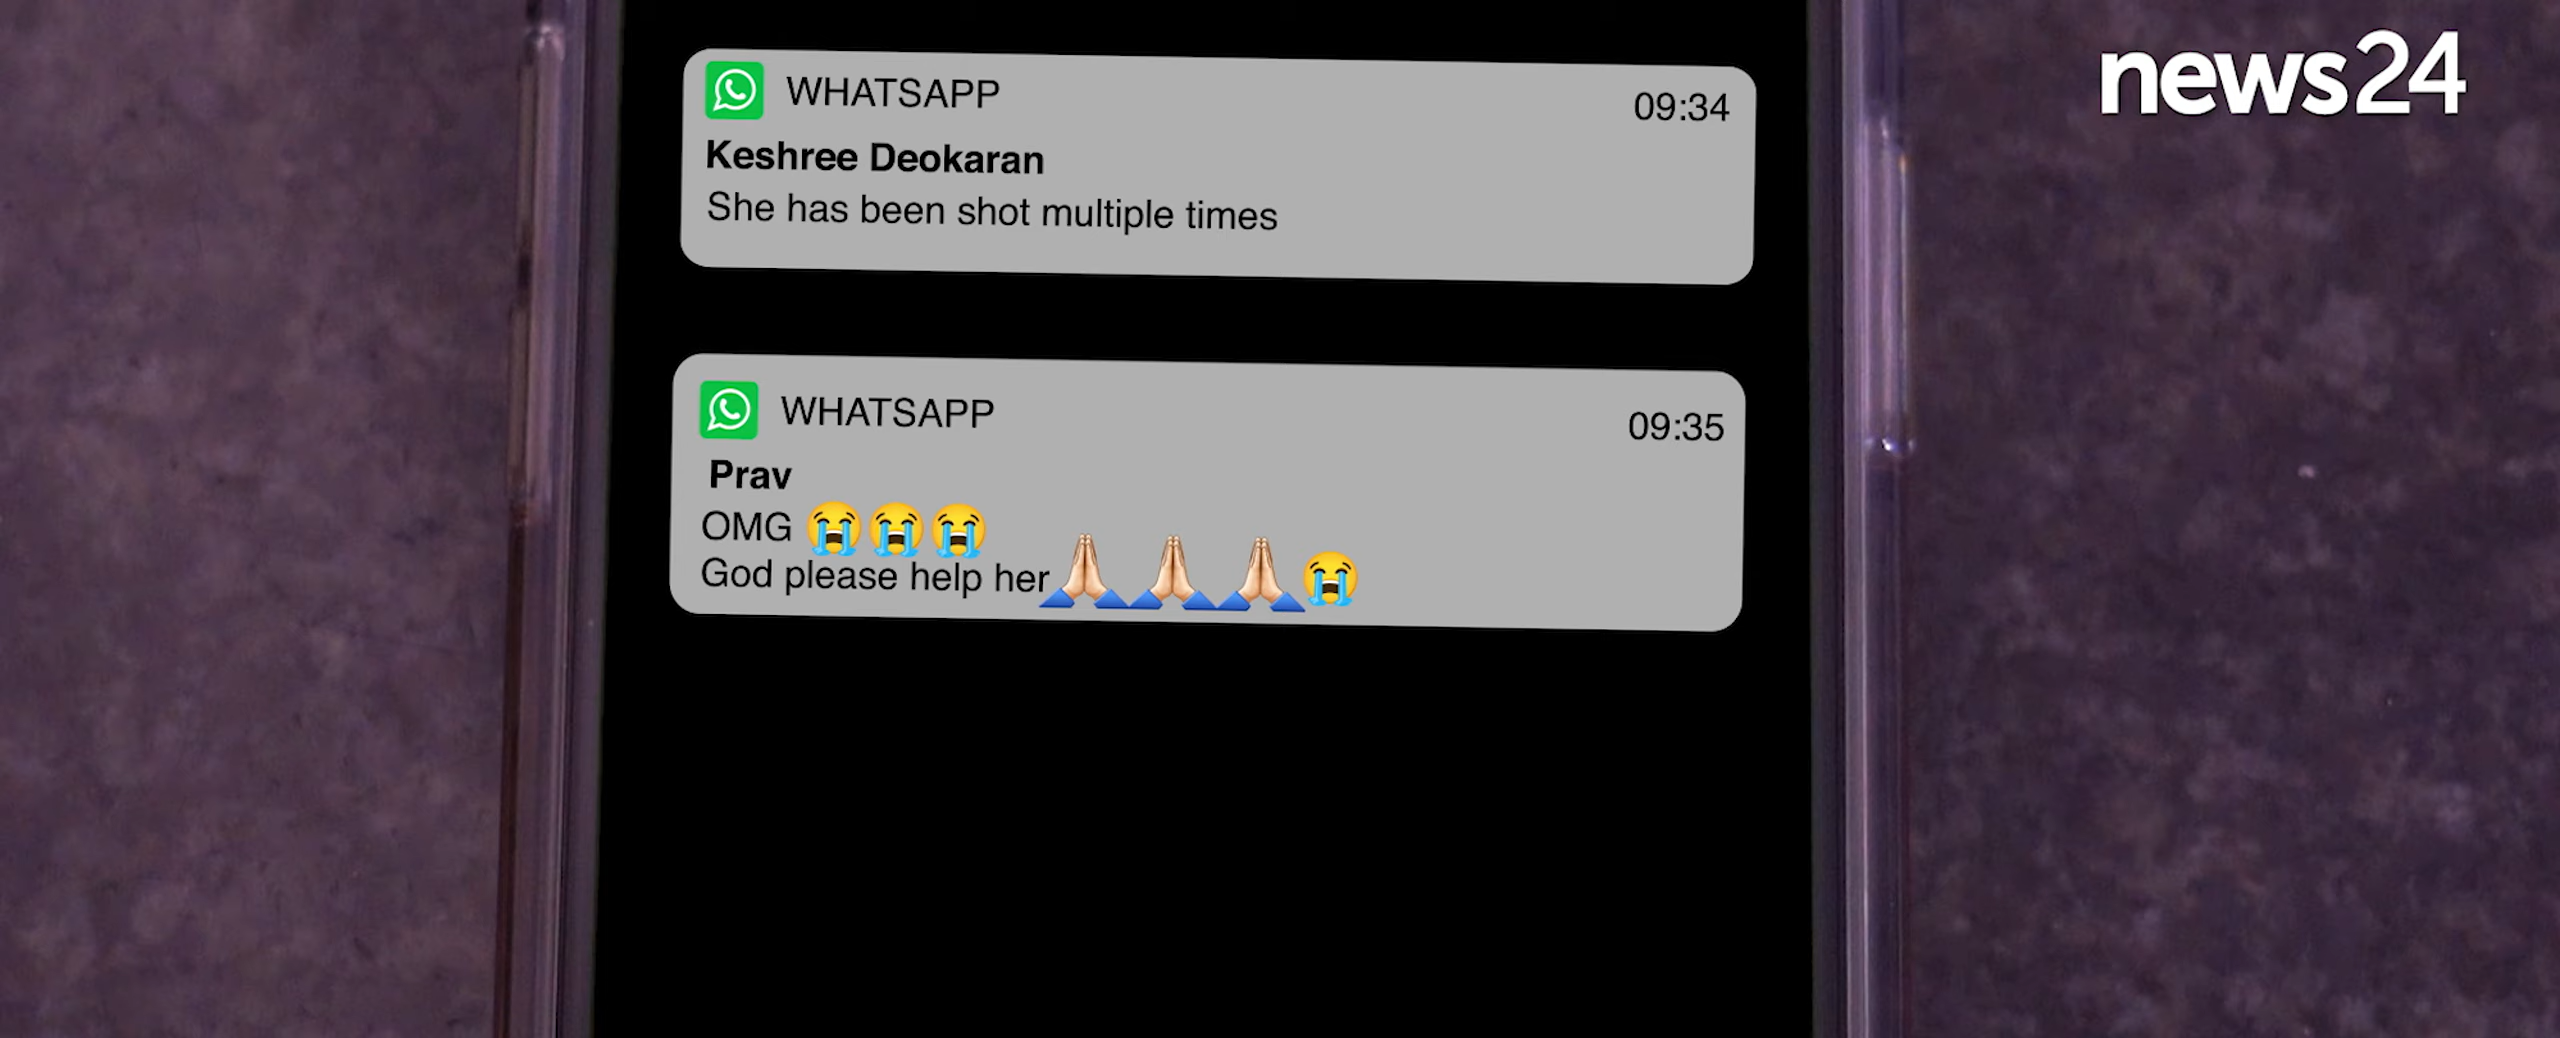 news24
WHATSAPP 09:34
Keshree Deokaran
She has been shot multiple times
WHATSAPP 09:35
Prav
OMG 😭😭😭
God please help her🙏🏻🙏🏻🙏🏻😭